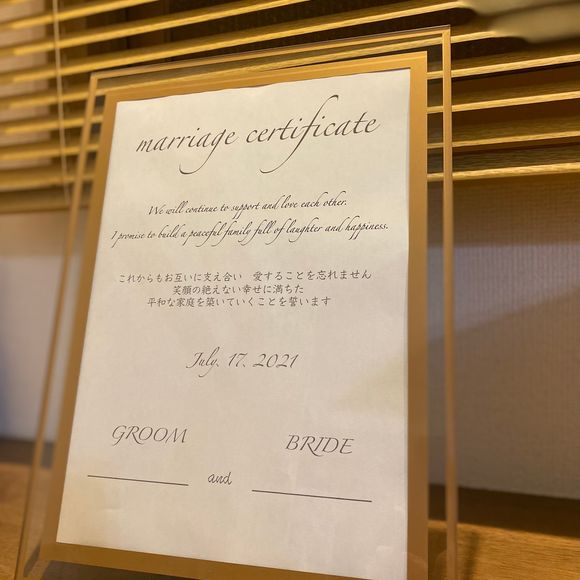 marriage certificate
We will continue to support and love each other.
I promise to build a peaceful family full of laughter and happiness.
これからもお互いに支え合い　愛することを忘れません
笑顔の絶えない幸せに満ちた
平和な家庭を築いていくことを誓います
July. 17. 2021
GROOM BRIDE
and